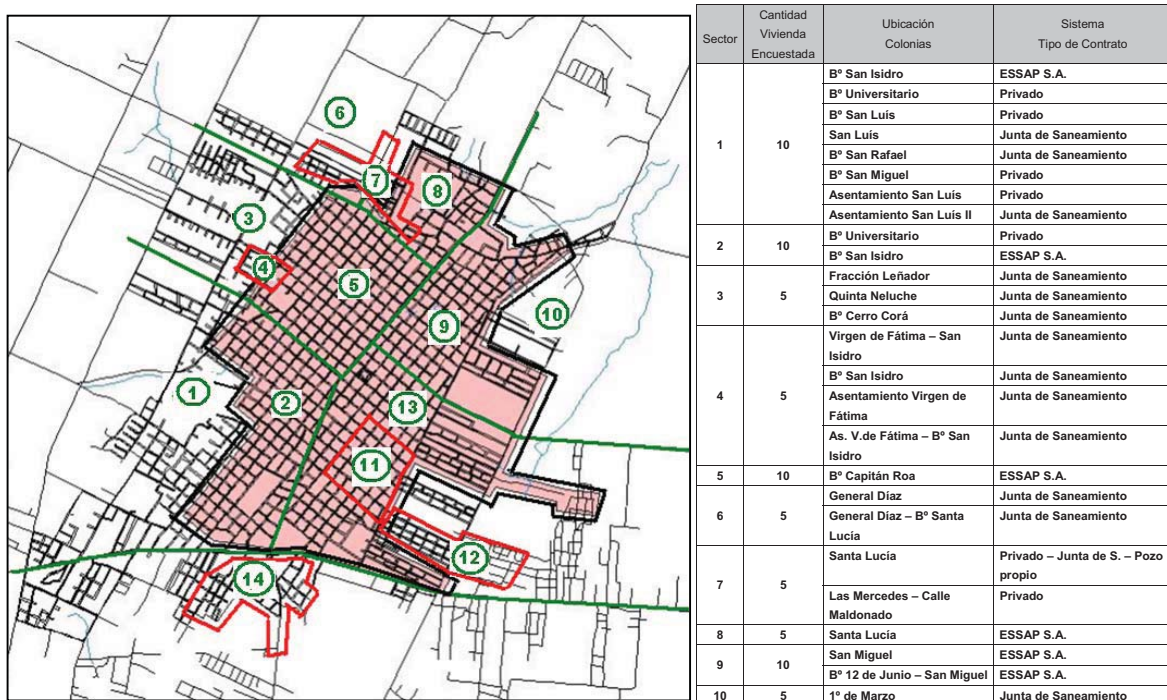 6
7
8
3
4
5
10
9
1
2
13
11
12
14
Sector
Cantidad
Vivienda
Encuestada
Ubicación
Colonias
Sistema
Tipo de Contrato
1
10
Bº San Isidro
ESSAP S.A.
Bº Universitario
Privado
Bº San Luís
Privado
San Luís
Junta de Saneamiento
Bº San Rafael
Junta de Saneamiento
Bº San Miguel
Privado
Asentamiento San Luís
Privado
Asentamiento San Luís II
Junta de Saneamiento
2
10
Bº Universitario
Privado
Bº San Isidro
ESSAP S.A.
3
5
Fracción Leñador
Junta de Saneamiento
Quinta Neluche
Junta de Saneamiento
Bº Cerro Corá
Junta de Saneamiento
4
5
Virgen de Fátima – San
Isidro
Junta de Saneamiento
Bº San Isidro
Junta de Saneamiento
Asentamiento Virgen de
Fátima
Junta de Saneamiento
As. V.de Fátima – Bº San
Isidro
Junta de Saneamiento
5
10
Bº Capitán Roa
ESSAP S.A.
6
5
General Díaz
Junta de Saneamiento
General Díaz – Bº Santa
Lucía
Junta de Saneamiento
7
5
Santa Lucía
Privado – Junta de S. – Pozo
propio
Las Mercedes – Calle
Maldonado
Privado
8
5
Santa Lucía
ESSAP S.A.
9
10
San Miguel
ESSAP S.A.
Bº 12 de Junio – San Miguel
ESSAP S.A.
10
5
1º de Marzo
Junta de Saneamiento